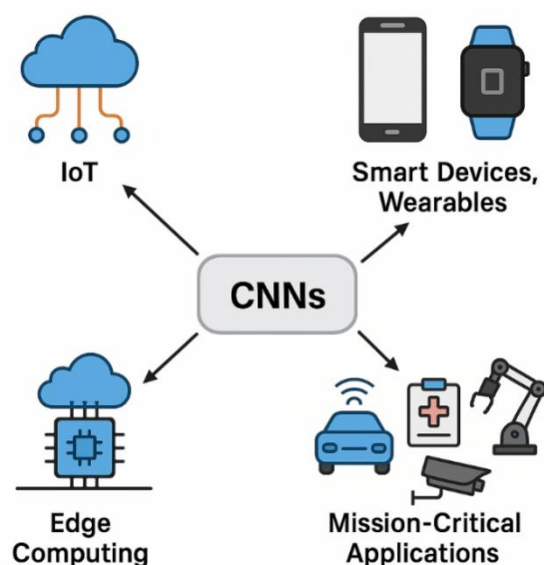 IoT
Smart Devices,
Wearables
CNNs
Edge
Computing
Mission-Critical
Applications